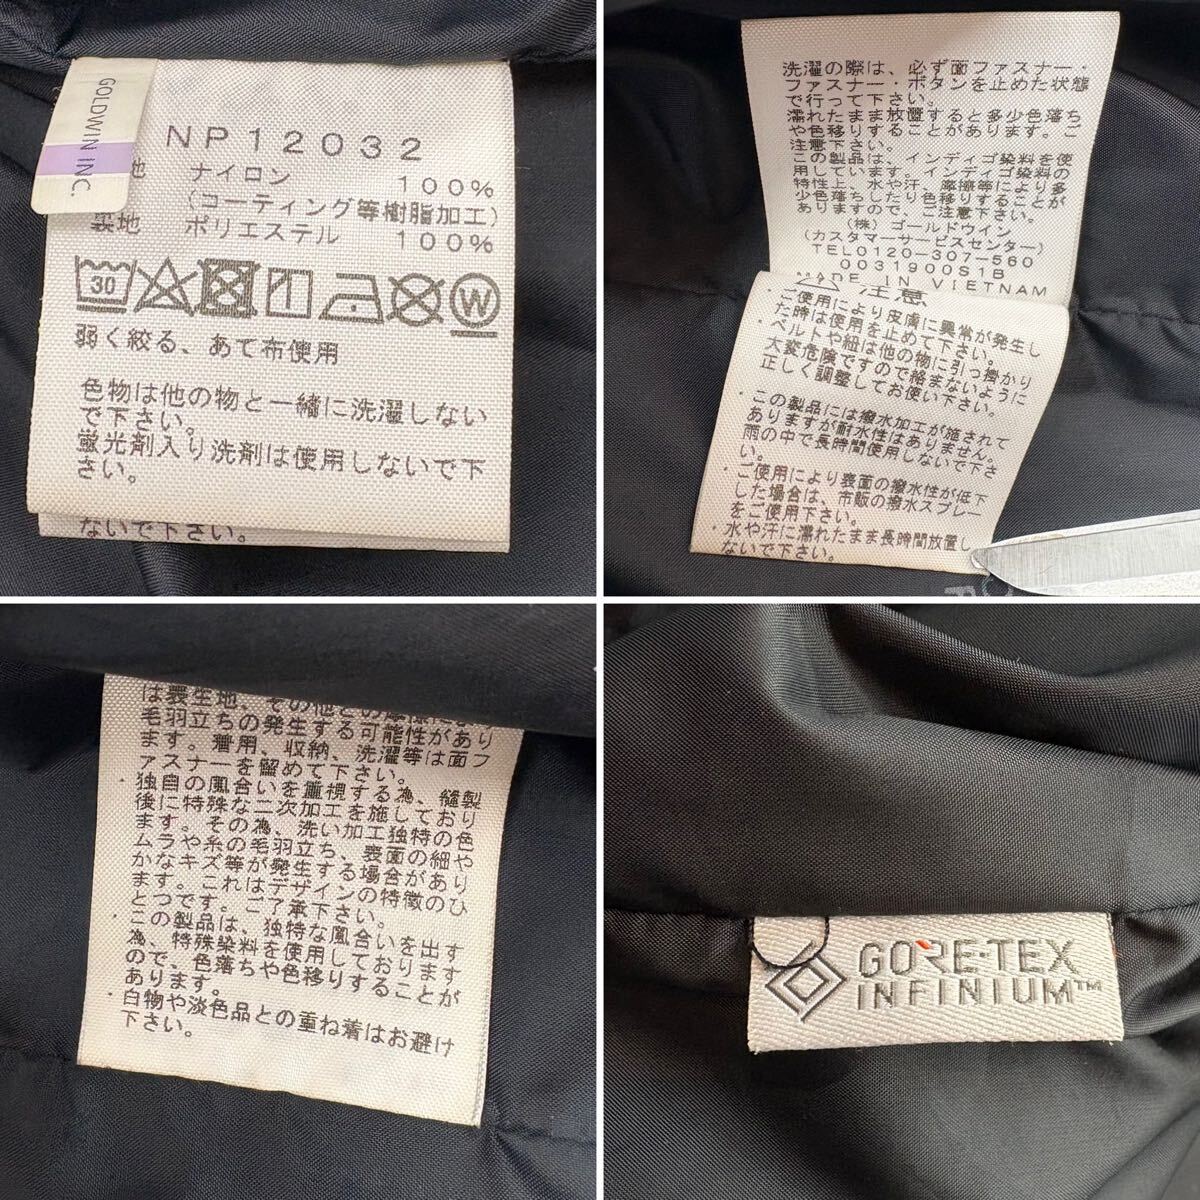 GOLDWIN INC.
NP12032
地 ナイロン 100%
(コーティング等樹脂加工)
裏地 ポリエステル 100%
30
W
弱く絞る、あて布使用
色物は他の物と一緒に洗濯しない
で下さい。
蛍光剤入り洗剤は使用しないで下
さい。
ないで下さい。
洗濯の際は、必ず面ファスナー・
ファスナー・ボタンを止めた状態
で行って下さい。
濡れたまま放置すると多少色落ち
や色移りすることがあります。ご
注意下さい。
この製品は、インディゴ染料を使
用しています。インディゴ染料の
特性上、水や汗、摩擦等により多
少色落ちしたり色移りすることが
ありますので、ご注意下さい。
(株)ゴールドウイン
(カスタマーサービスセンター)
TEL0120-307-560
0031900S1B
MADE IN VIETNAM
注意
ご使用により皮膚に異常が発生し
た時は使用を止めて下さい。
・ベルトや紐は他の物に引っ掛かり
大変危険ですので絡まないように
正しく調整してお使い下さい。
・この製品には撥水加工が施されて
ありますが耐水性はありません。
雨の中で長時間使用しないで下さ
い。
・ご使用により表面の撥水性が低下
した場合は、市販の撥水スプレー
をご使用下さい。
・水や汗に濡れたまま長時間放置し
ないで下さい。
は表生地、その他
毛羽立ちの発生する可能性があり
ます。着用、収納、洗濯等は面フ
ァスナーを留めて下さい。
・独自の風合いを重視する為、縫製
後に特殊な二次加工を施しており
ます。その為、洗い加工独特の色
ムラや糸の毛羽立ち、表面の細や
かなキズ等が発生する場合があり
ます。これはデザインの特徴のひ
とつです。ご了承下さい。
・この製品は、独特な風合いを出す
為、特殊染料を使用しております
ので、色落ちや色移りすることが
あります。
・白物や淡色品との重ね着はお避け
下さい。
GORE-TEX
INFINIUM™